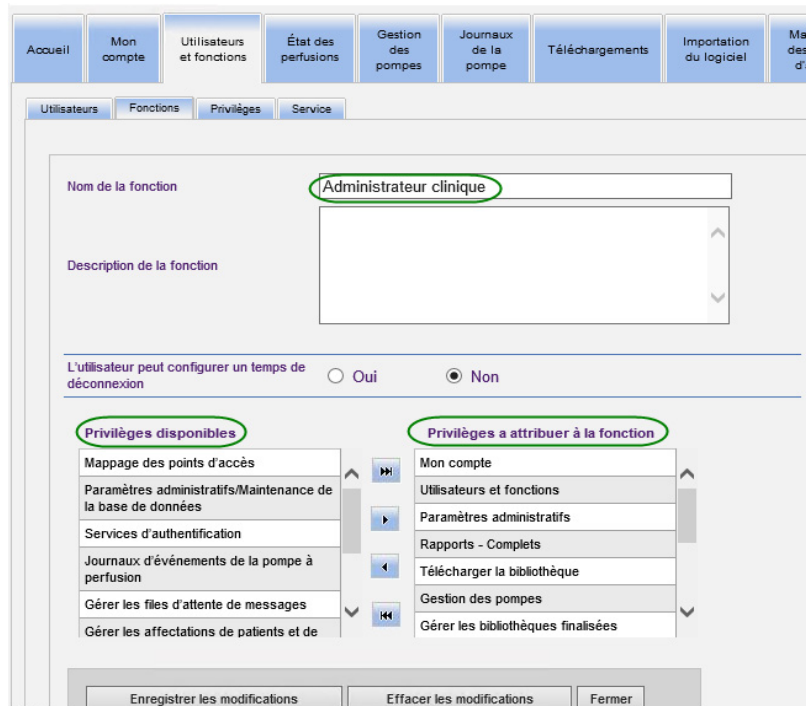 Accueil
Mon compte
Utilisateurs et fonctions
État des perfusions
Gestion des pompes
Journaux de la pompe
Téléchargements
Importation du logiciel
Utilisateurs
Fonctions
Privilèges
Service
Nom de la fonction
Administrateur clinique
Description de la fonction
L'utilisateur peut configurer un temps de
déconnexion
Oui
Non
Privilèges disponibles
Mappage des points d'accès
Paramètres administratifs/Maintenance de
la base de données
Services d'authentification
Journaux d'événements de la pompe à
perfusion
Gérer les files d'attente de messages
Gérer les affectations de patients et de
Privilèges a attribuer à la fonction
Mon compte
Utilisateurs et fonctions
Paramètres administratifs
Rapports - Complets
Télécharger la bibliothèque
Gestion des pompes
Gérer les bibliothèques finalisées
Enregistrer les modifications
Effacer les modifications
Fermer